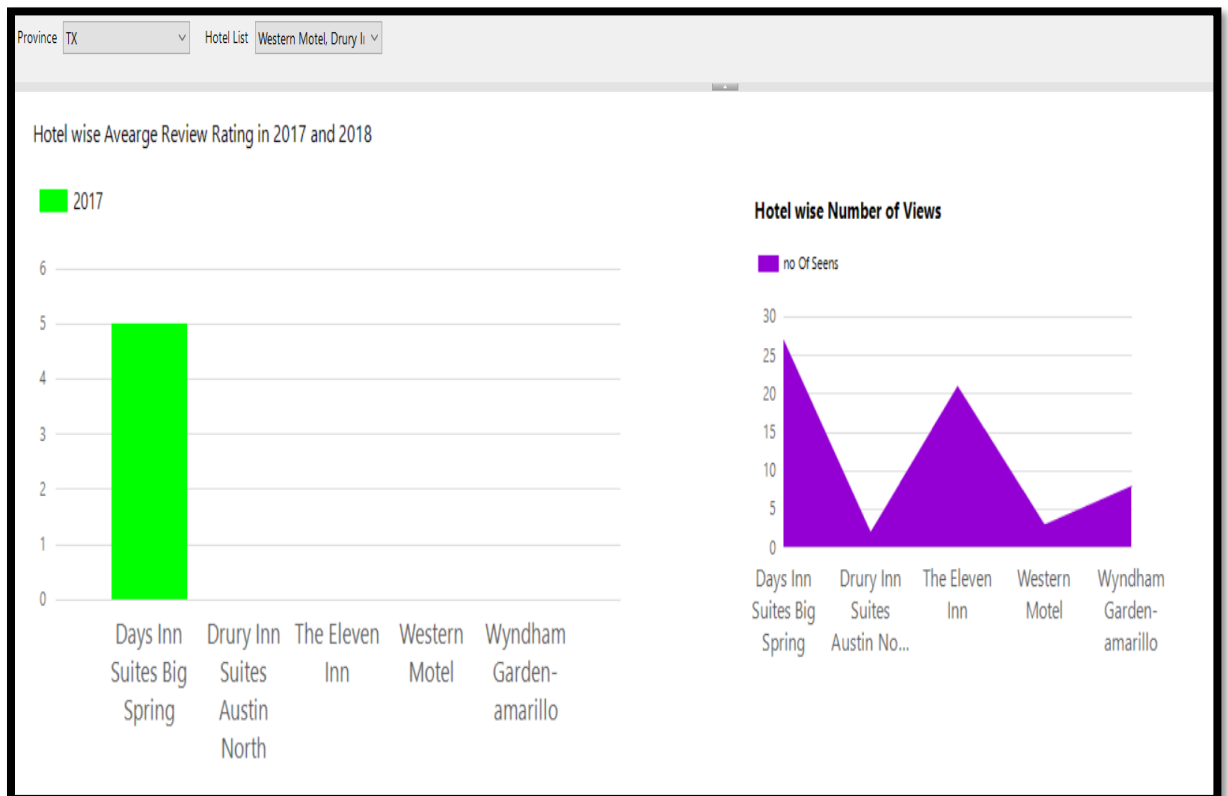 Province TX Hotel List Western Motel, Drury I
Hotel wise Avearge Review Rating in 2017 and 2018
2017
6
5
4
3
2
1
0
Days Inn
Suites Big
Spring
Drury Inn
Suites
Austin
North
The Eleven
Inn
Western
Motel
Wyndham
Garden-
amarillo
Hotel wise Number of Views
no Of Seens
30
25
20
15
10
5
0
Days Inn
Suites Big
Spring
Drury Inn
Suites
Austin No...
The Eleven
Inn
Western
Motel
Wyndham
Garden-
amarillo